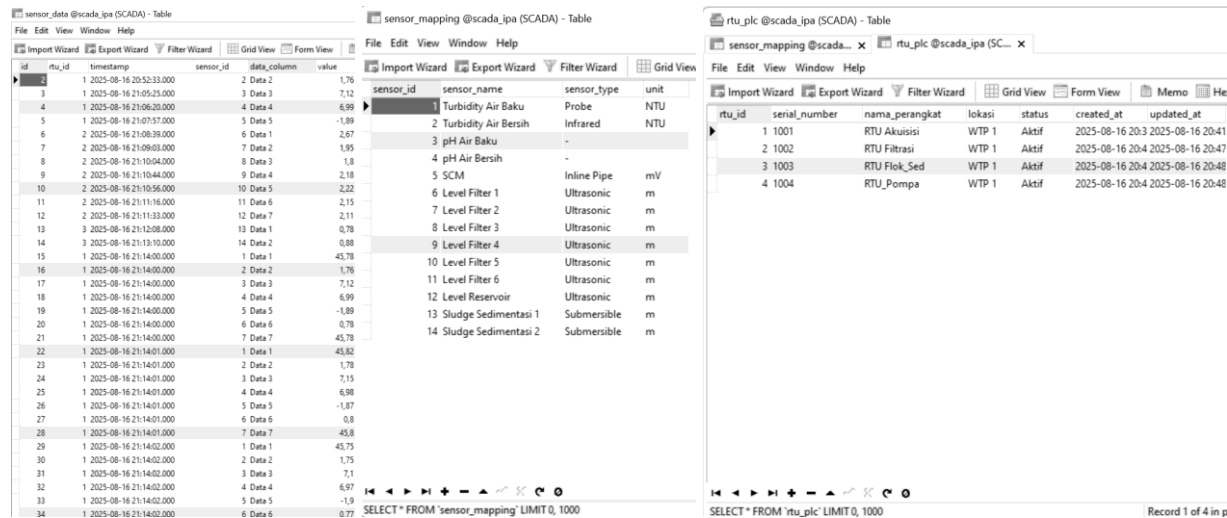 sensor_data @scada_ipa (SCADA) - Table
File Edit View Window Help
Import Wizard Export Wizard Filter Wizard Grid View Form View
id rtu_id timestamp sensor_id data_column value
2 1 2025-08-16 20:52:33.000 2 Data 2 1,76
3 1 2025-08-16 21:05:25.000 3 Data 3 7,12
4 1 2025-08-16 21:06:20.000 4 Data 4 6,99
5 1 2025-08-16 21:07:57.000 5 Data 5 -1,89
6 2 2025-08-16 21:08:39.000 6 Data 1 2,67
7 2 2025-08-16 21:09:03.000 7 Data 2 1,95
8 2 2025-08-16 21:10:04.000 8 Data 3 1,8
9 2 2025-08-16 21:10:44.000 9 Data 4 2,18
10 2 2025-08-16 21:10:56.000 10 Data 5 2,22
11 2 2025-08-16 21:11:16.000 11 Data 6 2,15
12 2 2025-08-16 21:11:33.000 12 Data 7 2,11
13 3 2025-08-16 21:12:08.000 13 Data 1 0,78
14 3 2025-08-16 21:13:10.000 14 Data 2 0,88
15 1 2025-08-16 21:14:00.000 1 Data 1 45,78
16 1 2025-08-16 21:14:00.000 2 Data 2 1,76
17 1 2025-08-16 21:14:00.000 3 Data 3 7,12
18 1 2025-08-16 21:14:00.000 4 Data 4 6,99
19 1 2025-08-16 21:14:00.000 5 Data 5 -1,89
20 1 2025-08-16 21:14:00.000 6 Data 6 0,78
21 1 2025-08-16 21:14:00.000 7 Data 7 45,78
22 1 2025-08-16 21:14:01.000 1 Data 1 45,82
23 1 2025-08-16 21:14:01.000 2 Data 2 1,78
24 1 2025-08-16 21:14:01.000 3 Data 3 7,15
25 1 2025-08-16 21:14:01.000 4 Data 4 6,98
26 1 2025-08-16 21:14:01.000 5 Data 5 -1,87
27 1 2025-08-16 21:14:01.000 6 Data 6 0,8
28 1 2025-08-16 21:14:01.000 7 Data 7 45,8
29 1 2025-08-16 21:14:02.000 1 Data 1 45,75
30 1 2025-08-16 21:14:02.000 2 Data 2 1,75
31 1 2025-08-16 21:14:02.000 3 Data 3 7,1
32 1 2025-08-16 21:14:02.000 4 Data 4 6,97
33 1 2025-08-16 21:14:02.000 5 Data 5 -1,9
34 1 2025-08-16 21:14:02.000 6 Data 6 0,77
sensor_mapping @scada_ipa (SCADA) - Table
File Edit View Window Help
Import Wizard Export Wizard Filter Wizard Grid View
sensor_id sensor_name sensor_type unit
1 Turbidity Air Baku Probe NTU
2 Turbidity Air Bersih Infrared NTU
3 pH Air Baku -
4 pH Air Bersih -
5 SCM Inline Pipe mV
6 Level Filter 1 Ultrasonic m
7 Level Filter 2 Ultrasonic m
8 Level Filter 3 Ultrasonic m
9 Level Filter 4 Ultrasonic m
10 Level Filter 5 Ultrasonic m
11 Level Filter 6 Ultrasonic m
12 Level Reservoir Ultrasonic m
13 Sludge Sedimentasi 1 Submersible m
14 Sludge Sedimentasi 2 Submersible m
SELECT * FROM `sensor_mapping` LIMIT 0, 1000
rtu_plc @scada_ipa (SCADA) - Table
sensor_mapping @scada... x rtu_plc @scada_ipa (SC... x
File Edit View Window Help
Import Wizard Export Wizard Filter Wizard Grid View Form View Memo He
rtu_id serial_number nama_perangkat lokasi status created_at updated_at
1 1001 RTU Akuisisi WTP 1 Aktif 2025-08-16 20:3 2025-08-16 20:41
2 1002 RTU Filtrasi WTP 1 Aktif 2025-08-16 20:4 2025-08-16 20:47
3 1003 RTU Flok_Sed WTP 1 Aktif 2025-08-16 20:4 2025-08-16 20:48
4 1004 RTU_Pompa WTP 1 Aktif 2025-08-16 20:4 2025-08-16 20:48
SELECT * FROM `rtu_plc` LIMIT 0, 1000 Record 1 of 4 in p